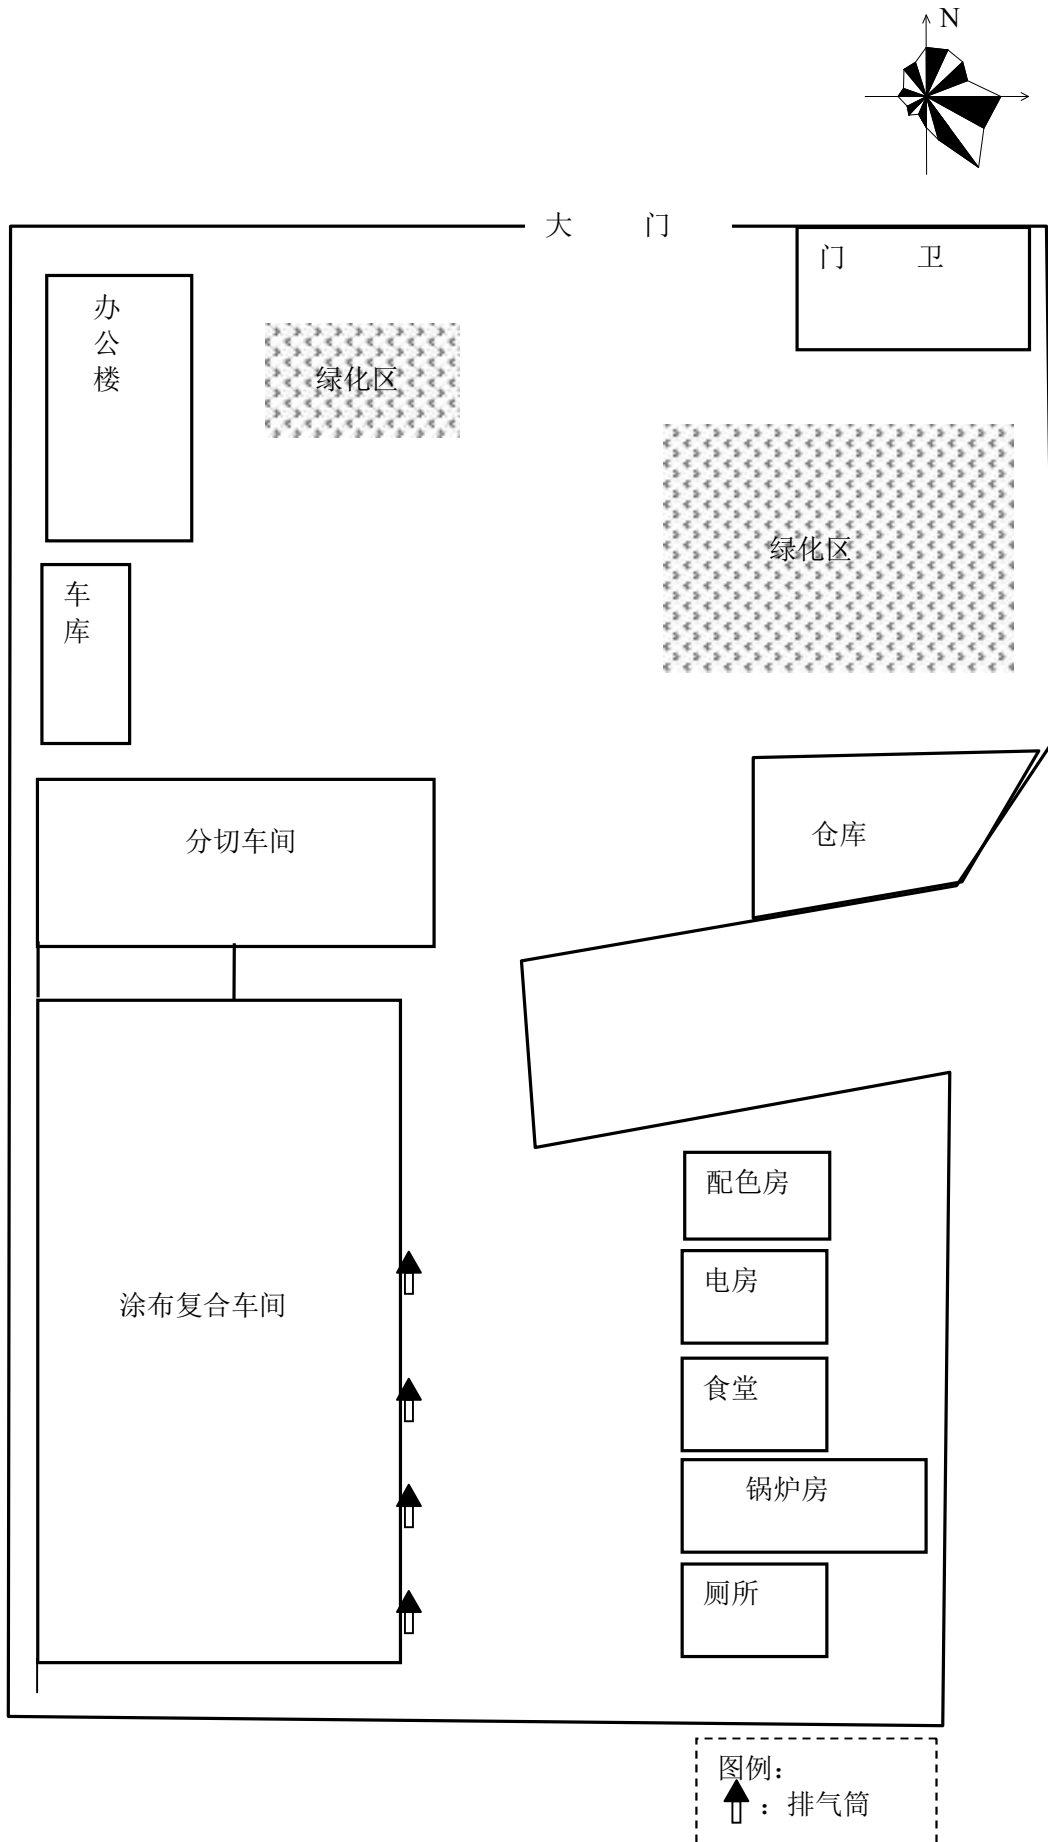 N
大 门
门 卫
办
公
楼
绿化区
绿化区
车
库
分切车间
仓库
配色房
电房
涂布复合车间
食堂
锅炉房
厕所
图例：
：排气筒